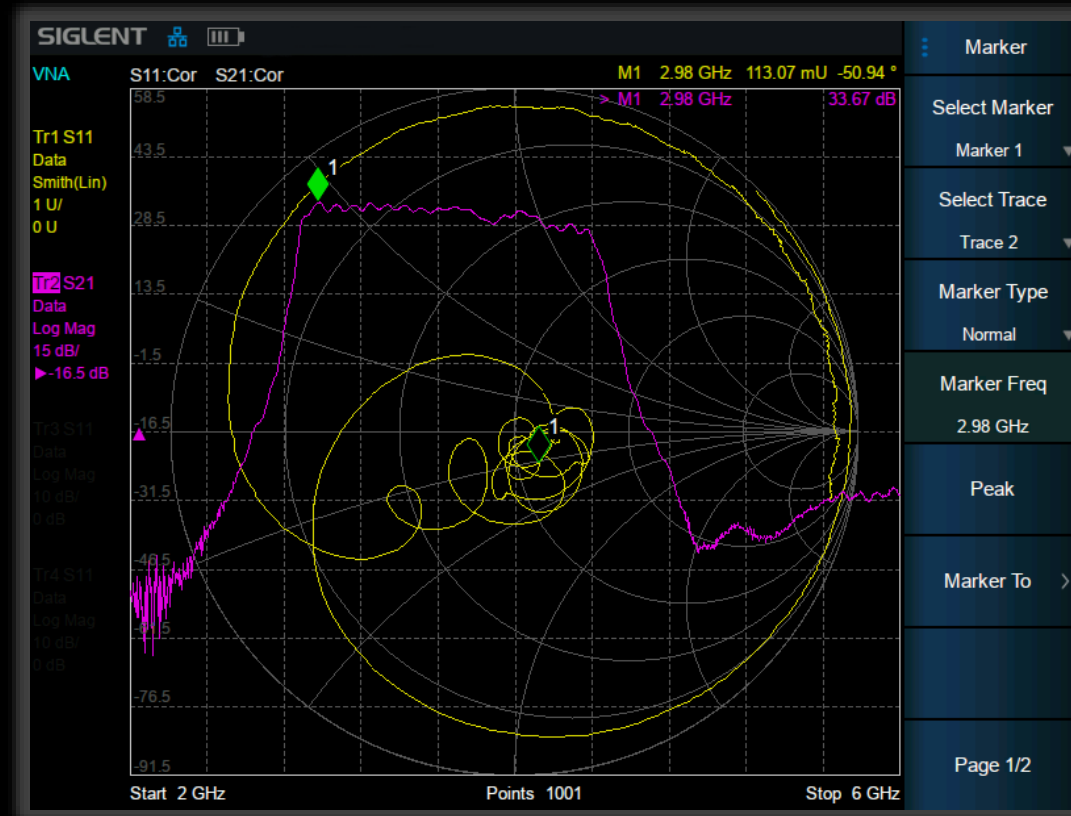 SIGLENT
VNA
S11:Cor S21:Cor
M1 2.98 GHz 113.07 mU -50.94 °
> M1 2.98 GHz 33.67 dB
Tr1 S11
Data
Smith(Lin)
1 U/
0 U
Tr2 S21
Data
Log Mag
15 dB/
▶-16.5 dB
Tr3 S11
Data
Log Mag
10 dB/
0 dB
Tr4 S11
Data
Log Mag
10 dB/
0 dB
58.5
43.5
28.5
13.5
-1.5
-16.5
-31.5
-46.5
-61.5
-76.5
-91.5
1
1
Start 2 GHz
Points 1001
Stop 6 GHz
Marker
Select Marker
Marker 1
Select Trace
Trace 2
Marker Type
Normal
Marker Freq
2.98 GHz
Peak
Marker To
Page 1/2